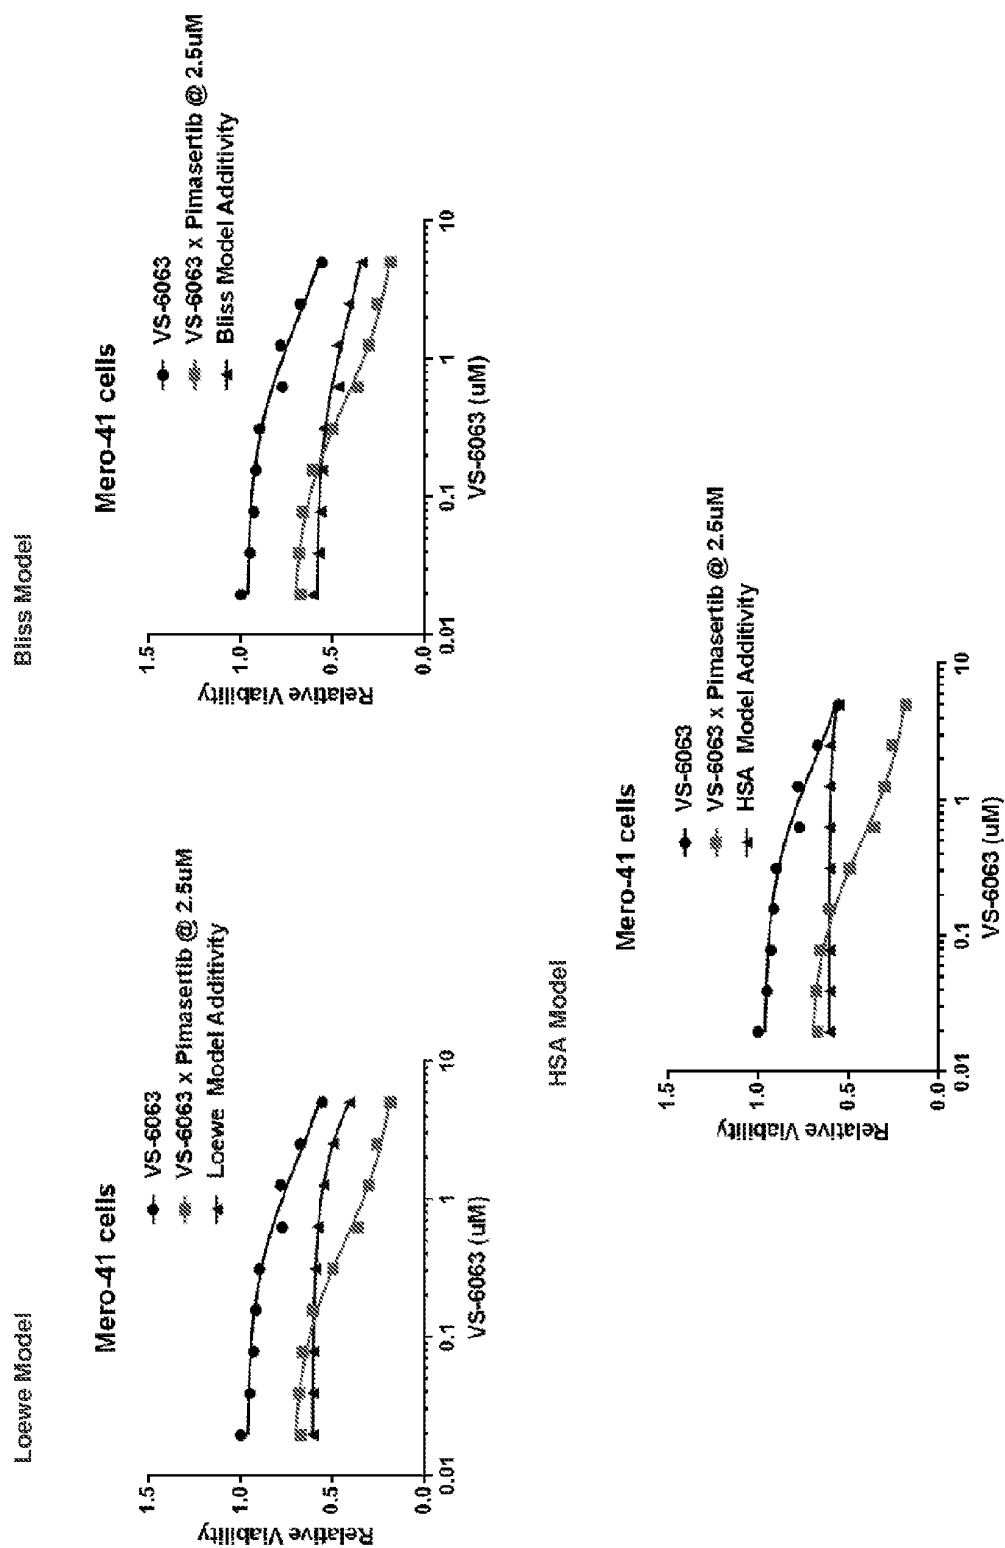 Loewe Model
Mero-41 cells
VS-6063
VS-6063 x Pimasertib @ 2.5uM
Loewe Model Additivity
Relative Viability
1.5
1.0
0.5
0.0
0.01
0.1
1
10
VS-6063 (uM)
Bliss Model
Mero-41 cells
VS-6063
VS-6063 x Pimasertib @ 2.5uM
Bliss Model Additivity
Relative Viability
1.5
1.0
0.5
0.0
0.01
0.1
1
10
VS-6063 (uM)
HSA Model
Mero-41 cells
VS-6063
VS-6063 x Pimasertib @ 2.5uM
HSA Model Additivity
Relative Viability
1.5
1.0
0.5
0.0
0.01
0.1
1
10
VS-6063 (uM)